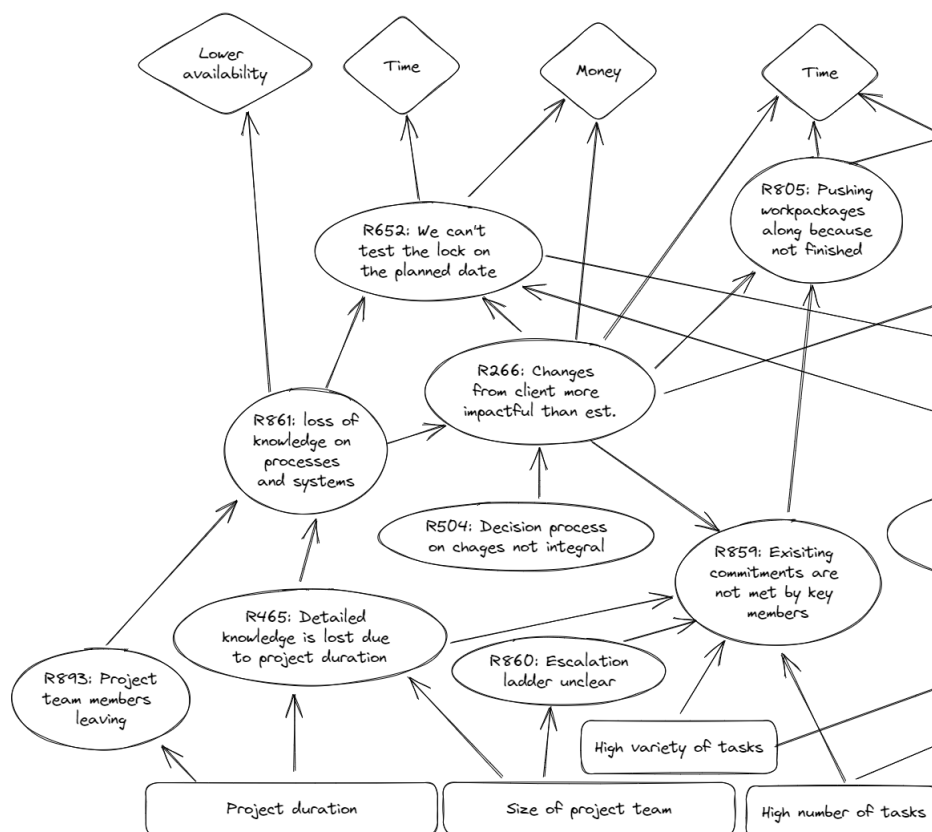 Lower
availability
Time
Money
Time
R652: We can't
test the lock on
the planned date
R805: Pushing
workpackages
along because
not finished
R266: Changes
from client more
impactful than est.
R861: loss of
knowledge on
processes
and systems
R504: Decision process
on chages not integral
R859: Exisiting
commitments are
not met by key
members
R465: Detailed
knowledge is lost due
to project duration
R860: Escalation
ladder unclear
R893: Project
team members
leaving
High variety of tasks
Project duration
Size of project team
High number of tasks